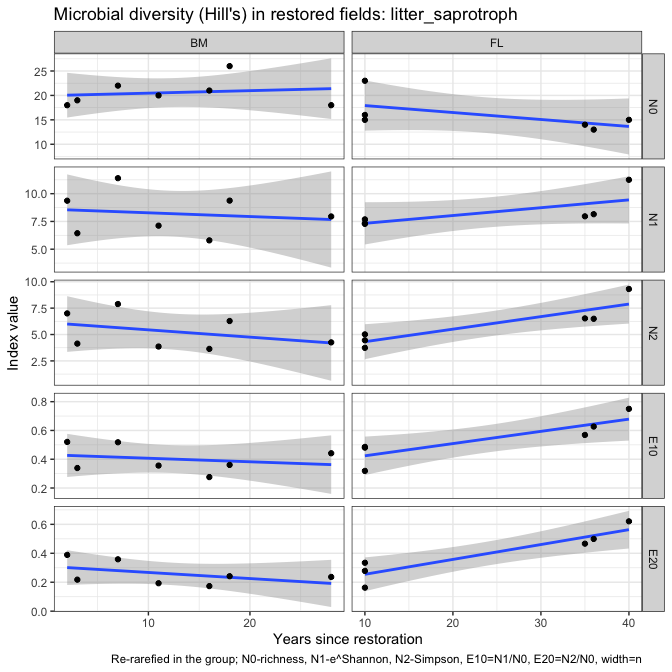 Microbial diversity (Hill's) in restored fields: litter_saprotroph
BM FL
25
20
15
10
N0
10.0
7.5
5.0
N1
10.0
7.5
5.0
2.5
N2
Index value
0.8
0.6
0.4
0.2
E10
0.6
0.4
0.2
0.0
E20
10 20 10 20 30 40
Years since restoration
Re-rarefied in the group; N0-richness, N1-e^Shannon, N2-Simpson, E10=N1/N0, E20=N2/N0, width=n